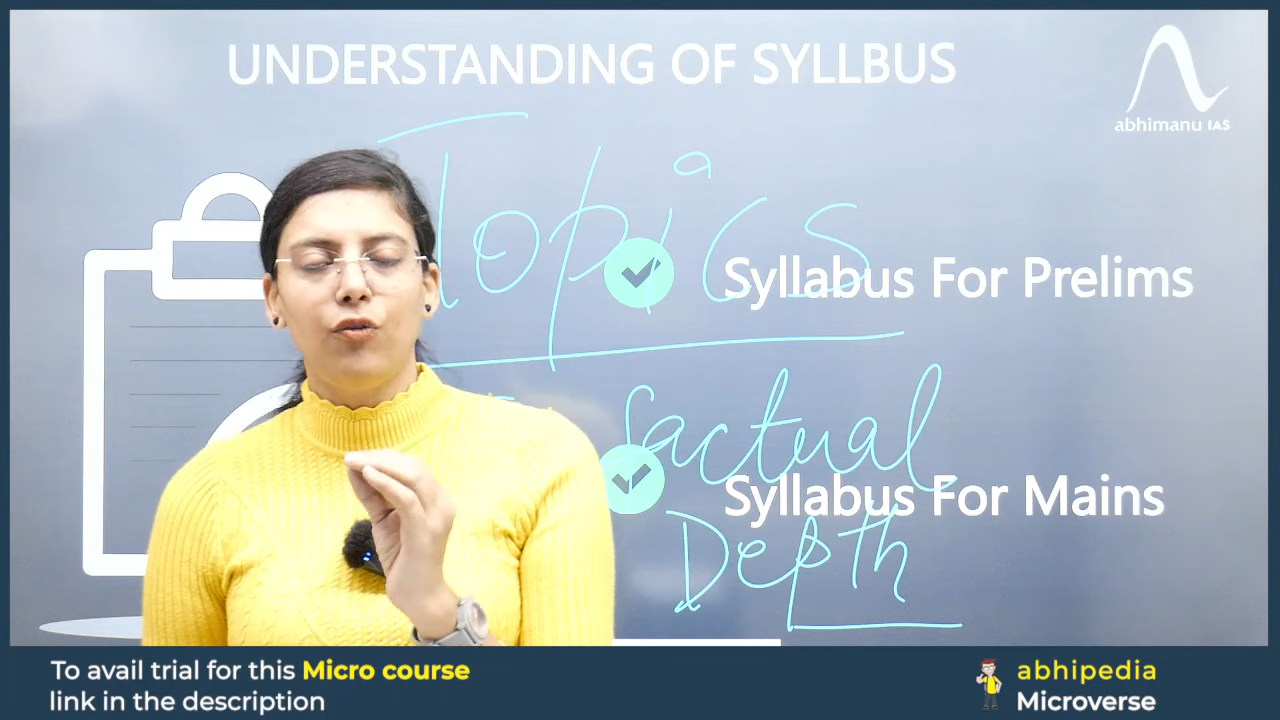 UNDERSTANDING OF SYLLBUS
abhimanu IAS
Topics
Syllabus For Prelims
factual
Syllabus For Mains
Depth
To avail trial for this Micro course
link in the description
abhipedia
Microverse